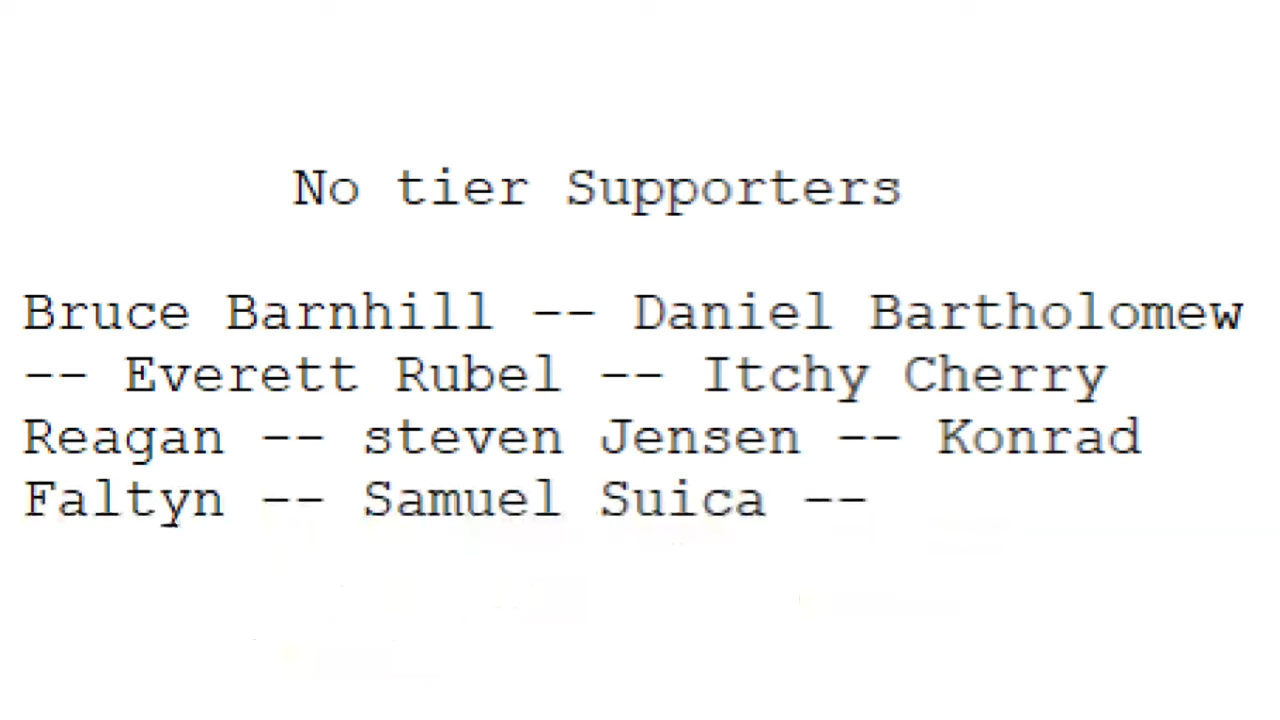 No tier Supporters
Bruce Barnhill -- Daniel Bartholomew
-- Everett Rubel -- Itchy Cherry
Reagan -- steven Jensen -- Konrad
Faltyn -- Samuel Suica --